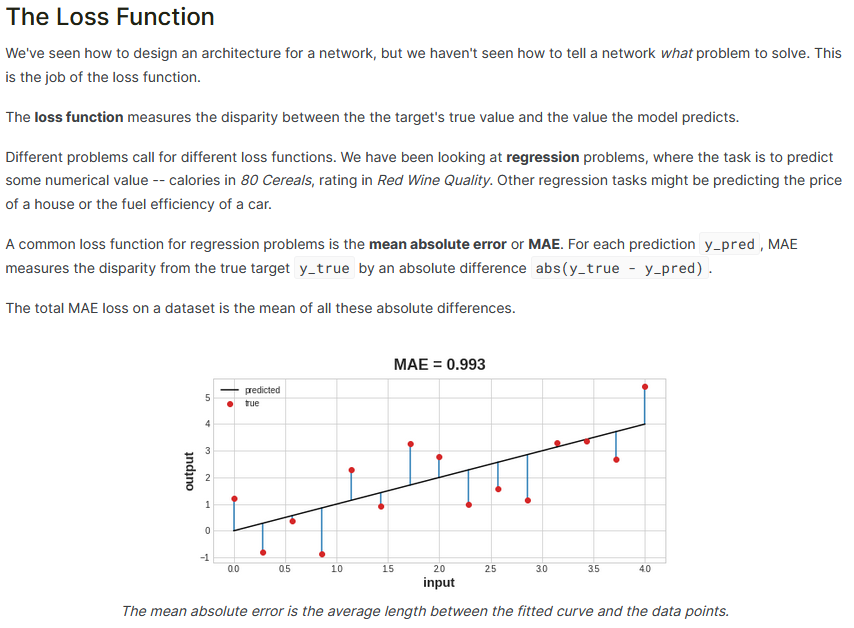 The Loss Function
We've seen how to design an architecture for a network, but we haven't seen how to tell a network what problem to solve. This
is the job of the loss function.
The loss function measures the disparity between the the target's true value and the value the model predicts.
Different problems call for different loss functions. We have been looking at regression problems, where the task is to predict
some numerical value -- calories in 80 Cereals, rating in Red Wine Quality. Other regression tasks might be predicting the price
of a house or the fuel efficiency of a car.
A common loss function for regression problems is the mean absolute error or MAE. For each prediction y_pred , MAE
measures the disparity from the true target y_true by an absolute difference abs(y_true - y_pred) .
The total MAE loss on a dataset is the mean of all these absolute differences.
MAE = 0.993
predicted
true
5
4
3
2
1
0
−1
output
0.0 0.5 1.0 1.5 2.0 2.5 3.0 3.5 4.0
input
The mean absolute error is the average length between the fitted curve and the data points.